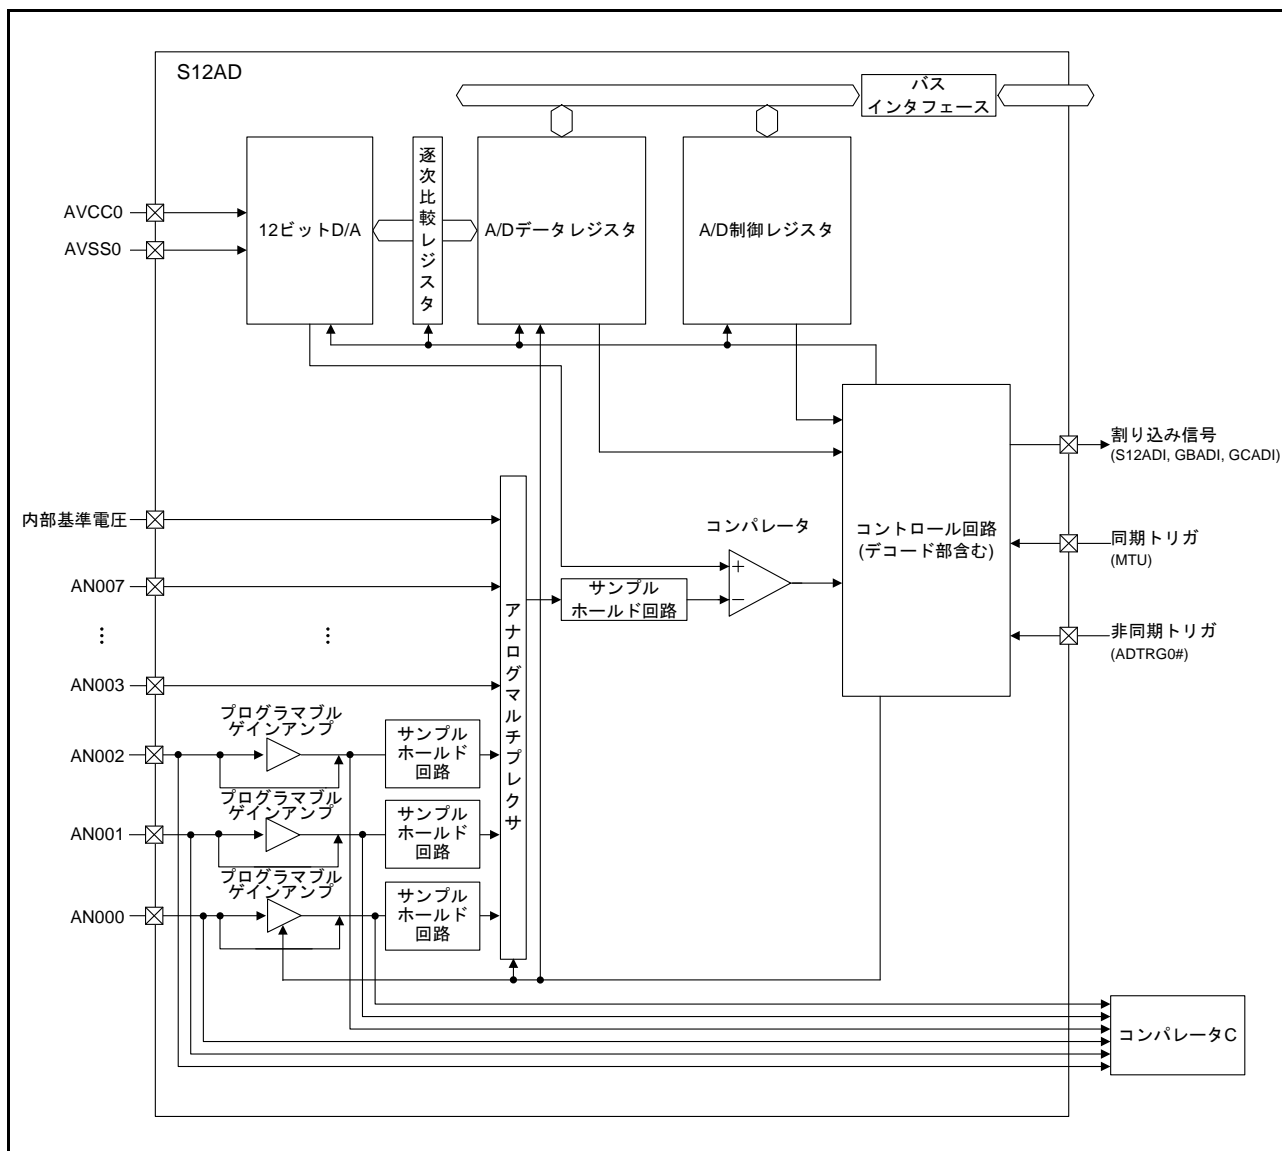 S12AD
バス
インタフェース
12ビットD/A
逐次比較レジスタ
A/Dデータレジスタ
A/D制御レジスタ
AVCC0
AVSS0
内部基準電圧
AN007
AN003
AN002
AN001
AN000
プログラマブル
ゲインアンプ
サンプル
ホールド
回路
プログラマブル
ゲインアンプ
サンプル
ホールド
回路
プログラマブル
ゲインアンプ
サンプル
ホールド
回路
アナログマルチプレクサ
サンプル
ホールド回路
コンパレータ
+
−
コントロール回路
(デコード部含む)
割り込み信号
(S12ADI, GBADI, GCADI)
同期トリガ
(MTU)
非同期トリガ
(ADTRG0#)
コンパレータC